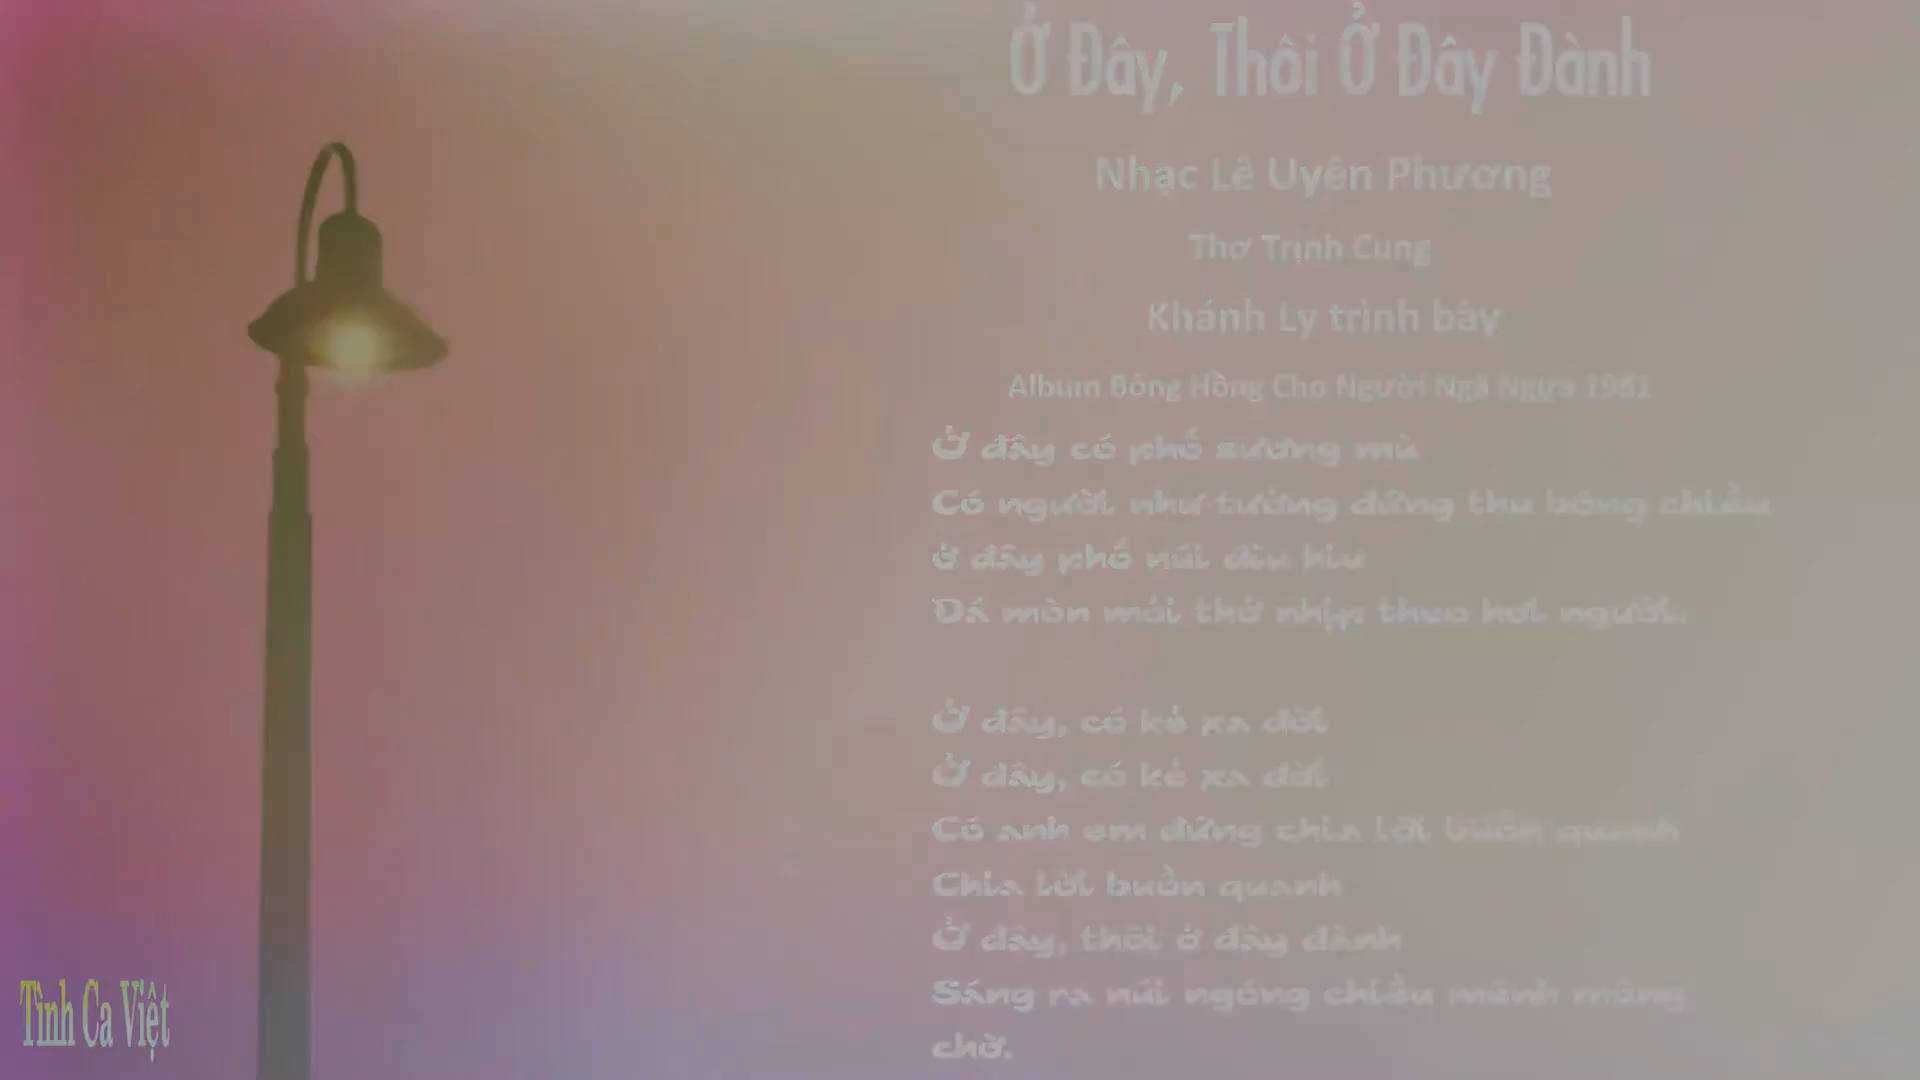 Ở Đây, Thôi Ở Đây Đành
Nhạc Lê Uyên Phương
Thơ Trịnh Cung
Khánh Ly trình bày
Album Bông Hồng Cho Người Ngã Ngựa 1981
Ở đây có phố sương mù
Có người như tượng đứng thu bóng chiều
ở đây phố núi đìu hiu
Đá mòn mỏi thở nhịp theo hơi người.
Ở đây, có kẻ xa đời
Ở đây, có kẻ xa đời
Có anh em đứng chia lời buồn quanh
Chia lời buồn quanh
Ở đây, thôi ở đây đành
Sáng ra núi ngóng chiều mênh mông
chờ.
Tình Ca Việt